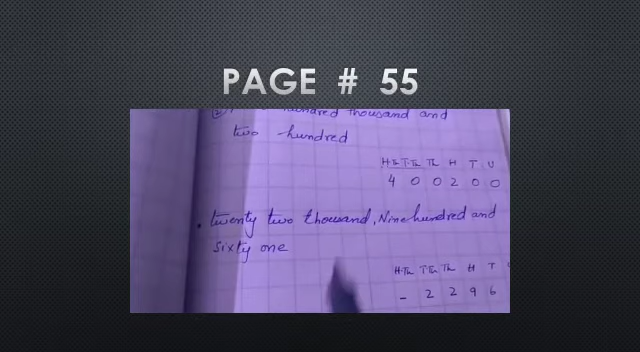 PAGE # 55
hundred thousand and
two hundred
H Th T.Th Th H T U
4 0 0 2 0 0
. twenty two thousand, Nine hundred and
sixty one
H.Th T Th Th H T
- 2 2 9 6